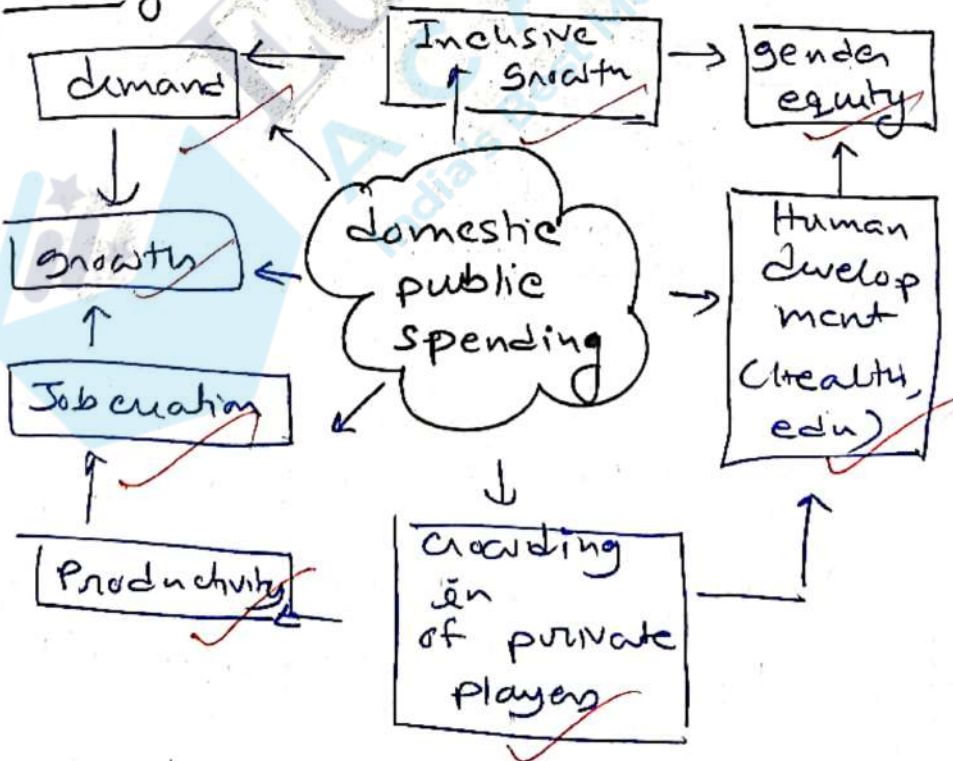 Inclusive
growth
demand
gender
equity
domestic
public
spending
growth
Human
develop
ment
(Health,
edu)
Job creation
Productivity
Crowding
in
of private
players